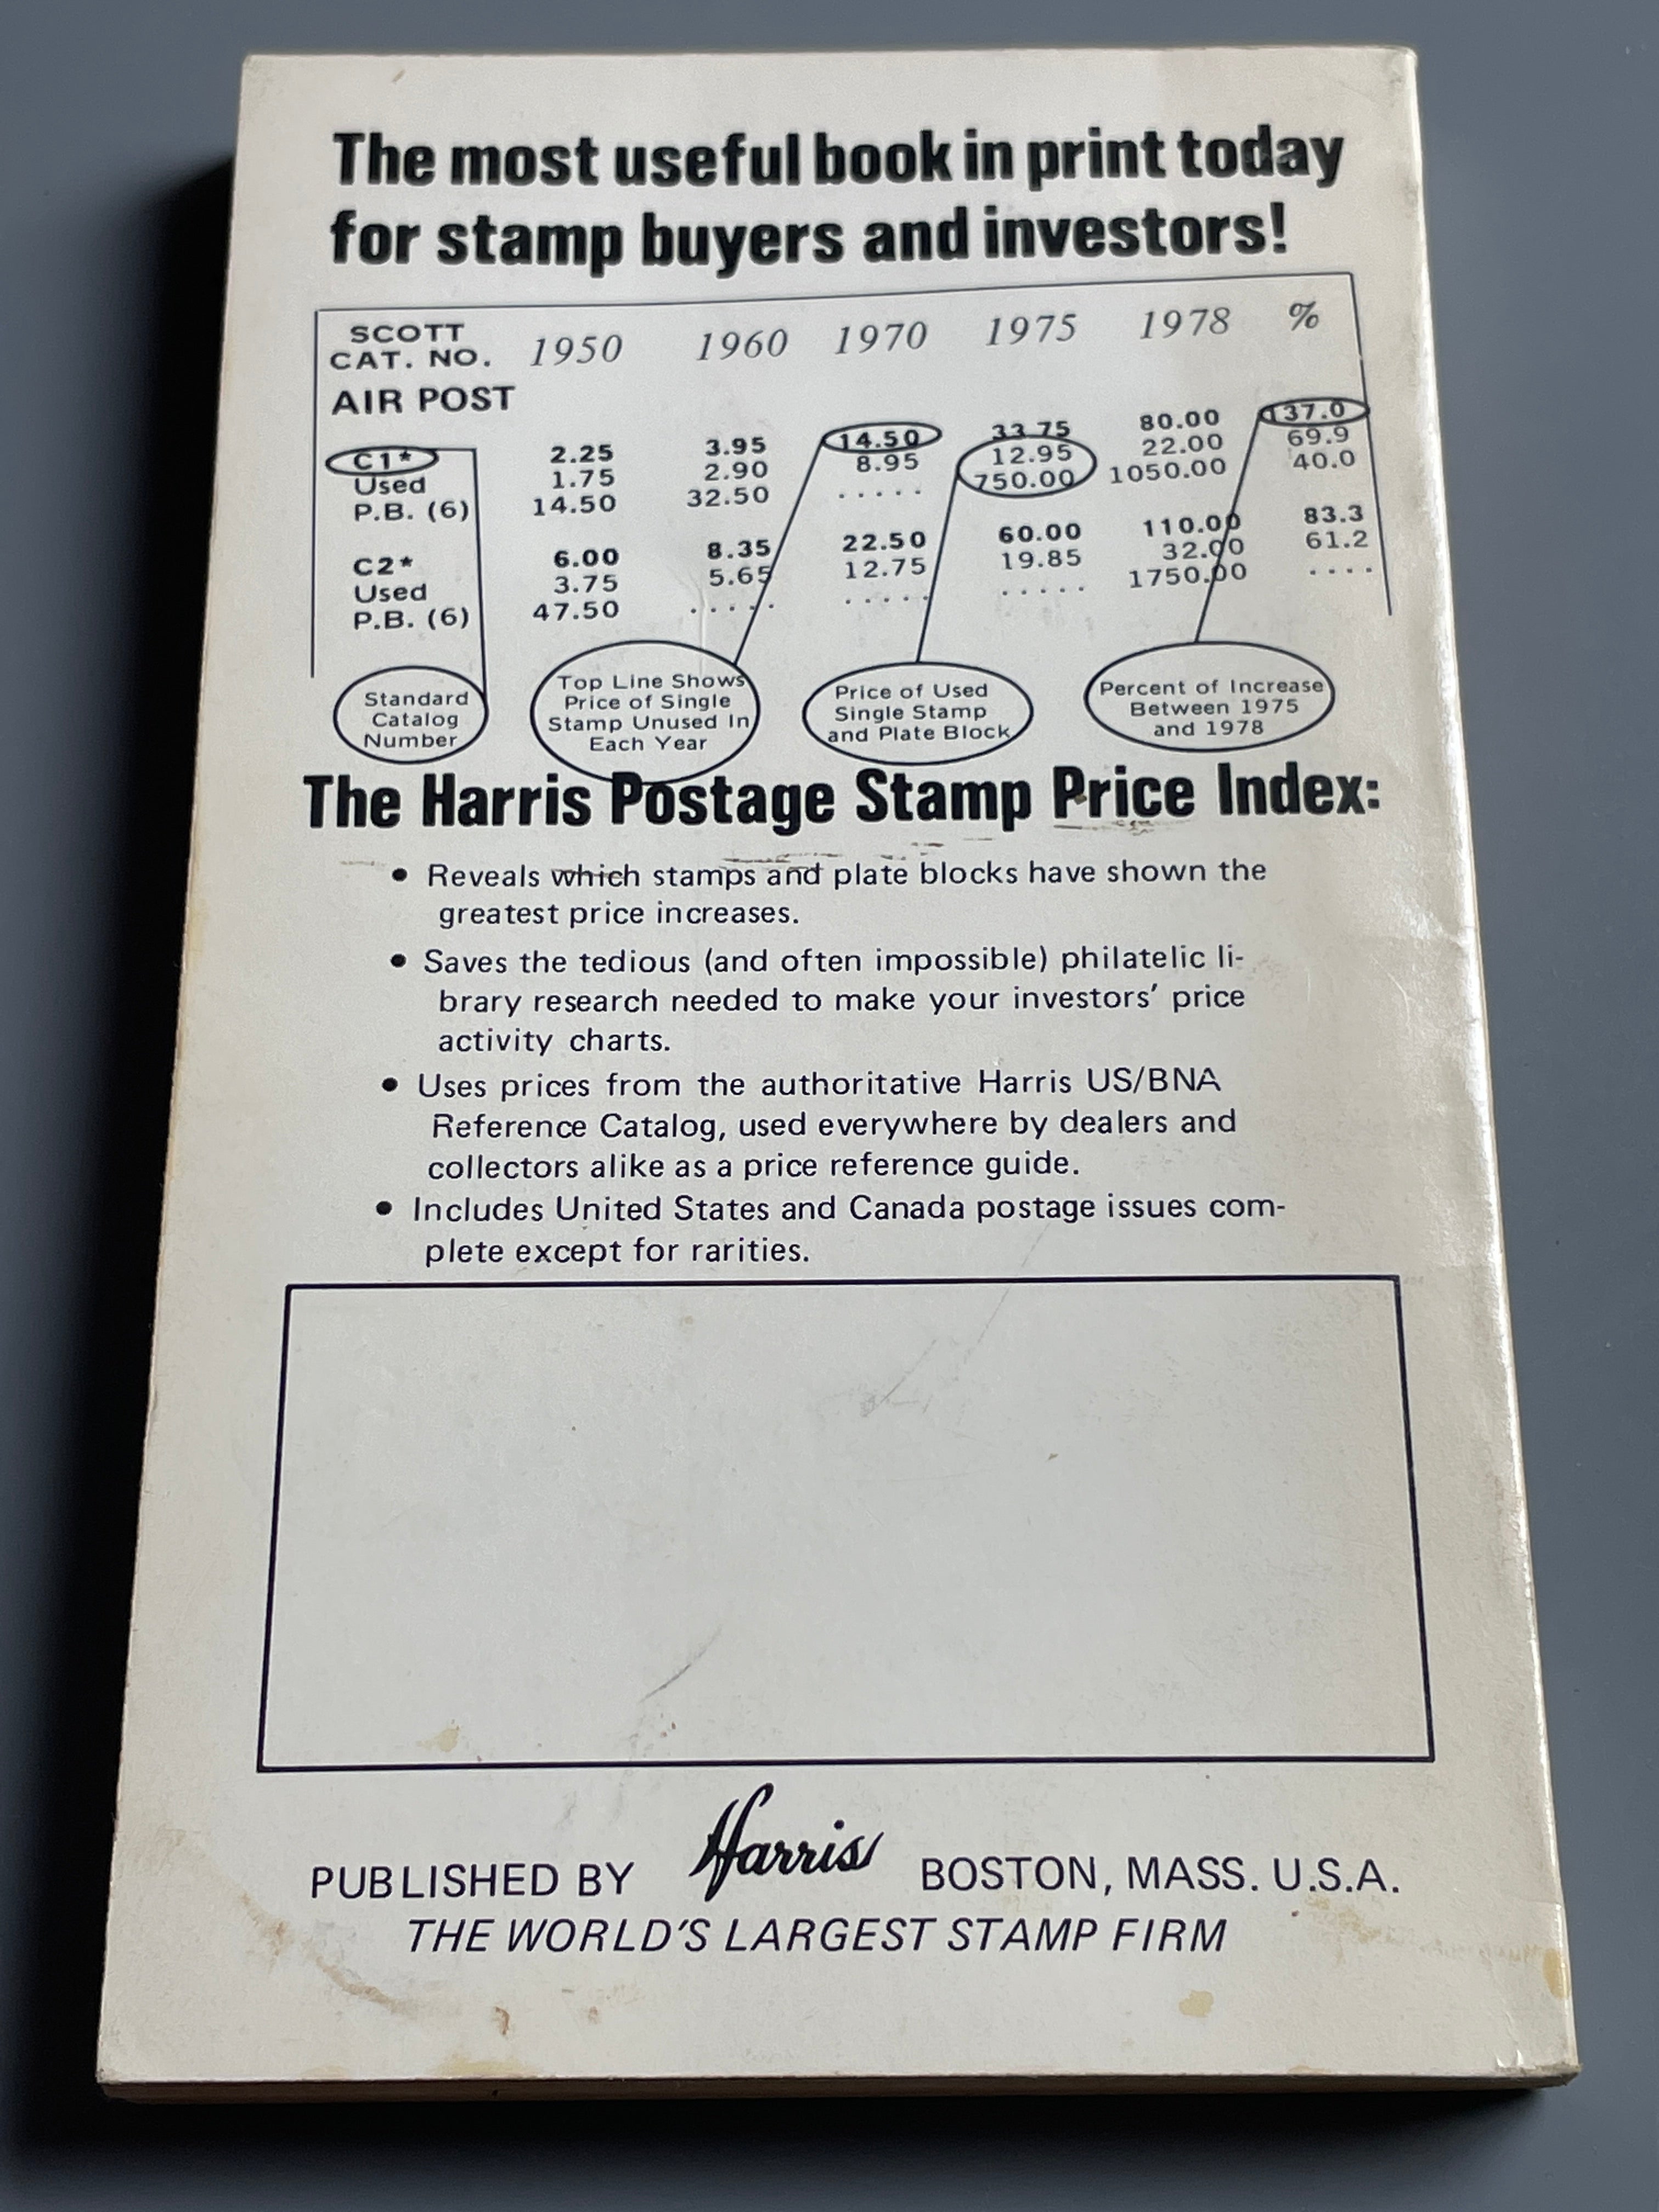 The most useful book in print today
for stamp buyers and investors!
SCOTT
CAT. NO. 1950 1960 1970 1975 1978 %
AIR POST
C1* 2.25 3.95 14.50 33.75 80.00 137.0
Used 1.75 2.90 8.95 12.95 22.00 69.9
P.B. (6) 14.50 32.50 ..... 750.00 1050.00 40.0
C2* 6.00 8.35 22.50 60.00 110.00 83.3
Used 3.75 5.65 12.75 19.85 32.00 61.2
P.B. (6) 47.50 ..... ..... ..... 1750.00 ....
Standard
Catalog
Number
Top Line Shows
Price of Single
Stamp Unused In
Each Year
Price of Used
Single Stamp
and Plate Block
Percent of Increase
Between 1975
and 1978
The Harris Postage Stamp Price Index:
• Reveals which stamps and plate blocks have shown the
greatest price increases.
• Saves the tedious (and often impossible) philatelic li-
brary research needed to make your investors' price
activity charts.
• Uses prices from the authoritative Harris US/BNA
Reference Catalog, used everywhere by dealers and
collectors alike as a price reference guide.
• Includes United States and Canada postage issues com-
plete except for rarities.
PUBLISHED BY Harris BOSTON, MASS. U.S.A.
THE WORLD'S LARGEST STAMP FIRM